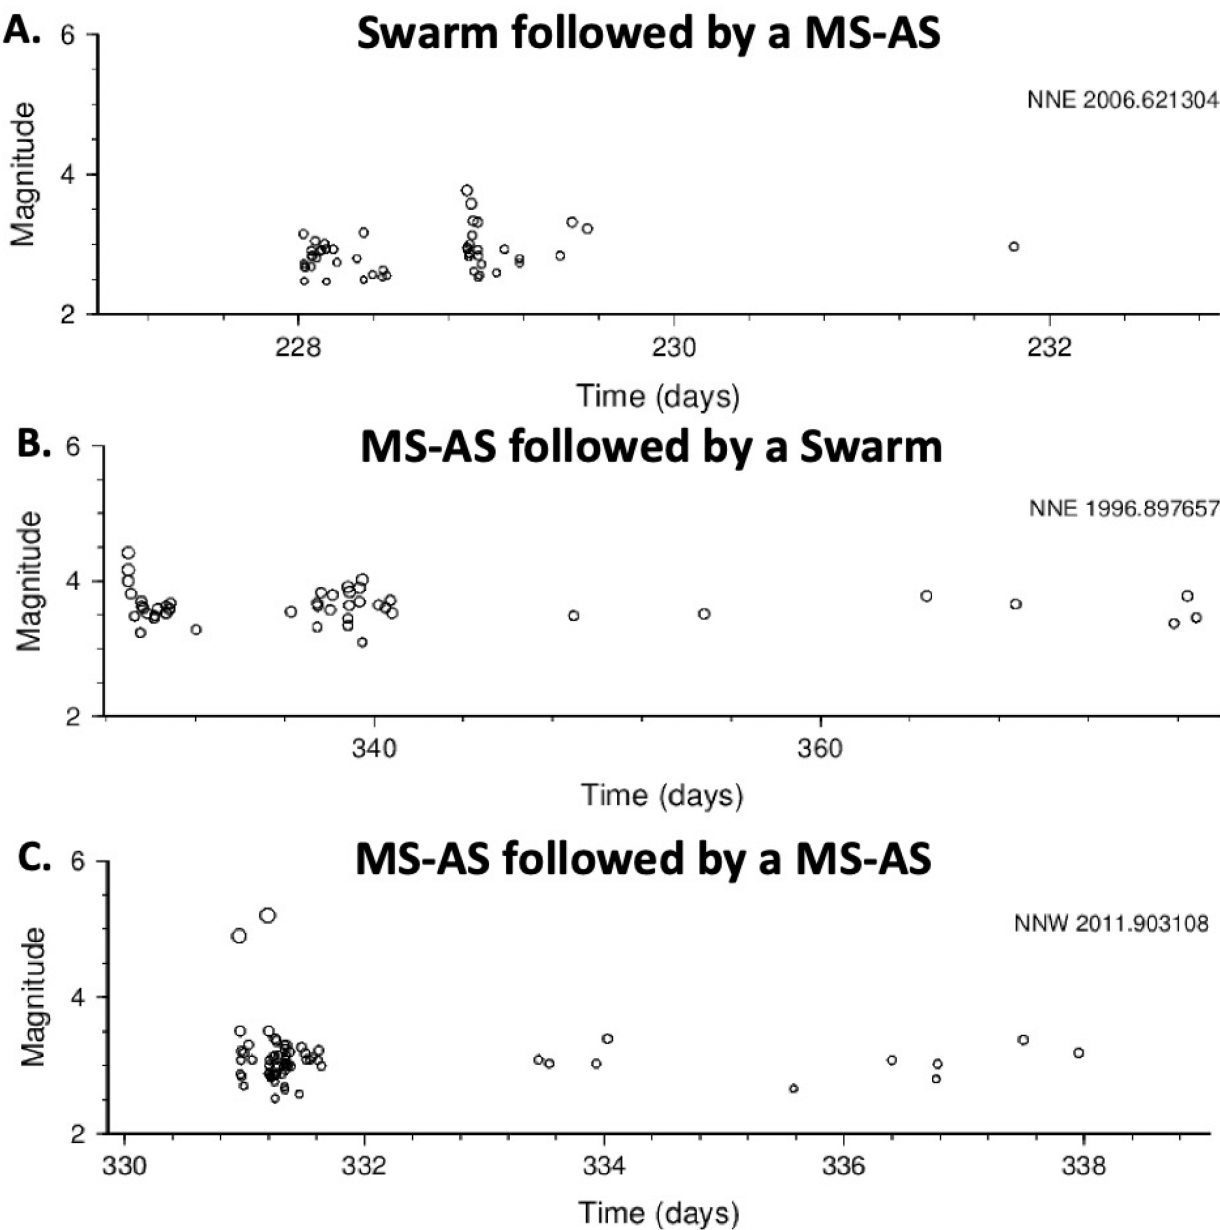 A.
Swarm followed by a MS-AS
NNE 2006.621304
Magnitude
6
4
2
228 230 232
Time (days)
B.
MS-AS followed by a Swarm
NNE 1996.897657
Magnitude
6
4
2
340 360
Time (days)
C.
MS-AS followed by a MS-AS
NNW 2011.903108
Magnitude
6
4
2
330 332 334 336 338
Time (days)